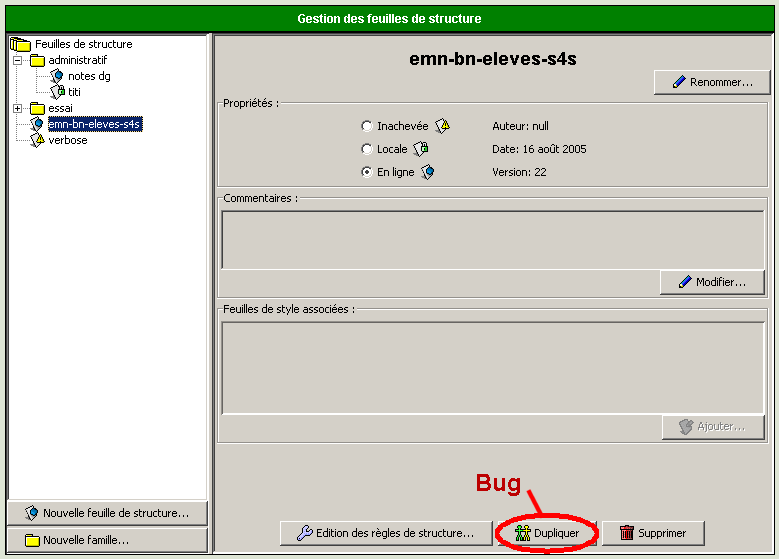 Gestion des feuilles de structure
Feuilles de structure
administratif
notes dg
titi
essai
emn-bn-eleves-s4s
verbose
Nouvelle feuille de structure...
Nouvelle famille...
emn-bn-eleves-s4s
Renommer...
Propriétés :
Inachevée Auteur: null
Locale Date: 16 août 2005
En ligne Version: 22
Commentaires :
Modifier...
Feuilles de style associées :
Ajouter...
Bug
Edition des règles de structure... Dupliquer Supprimer